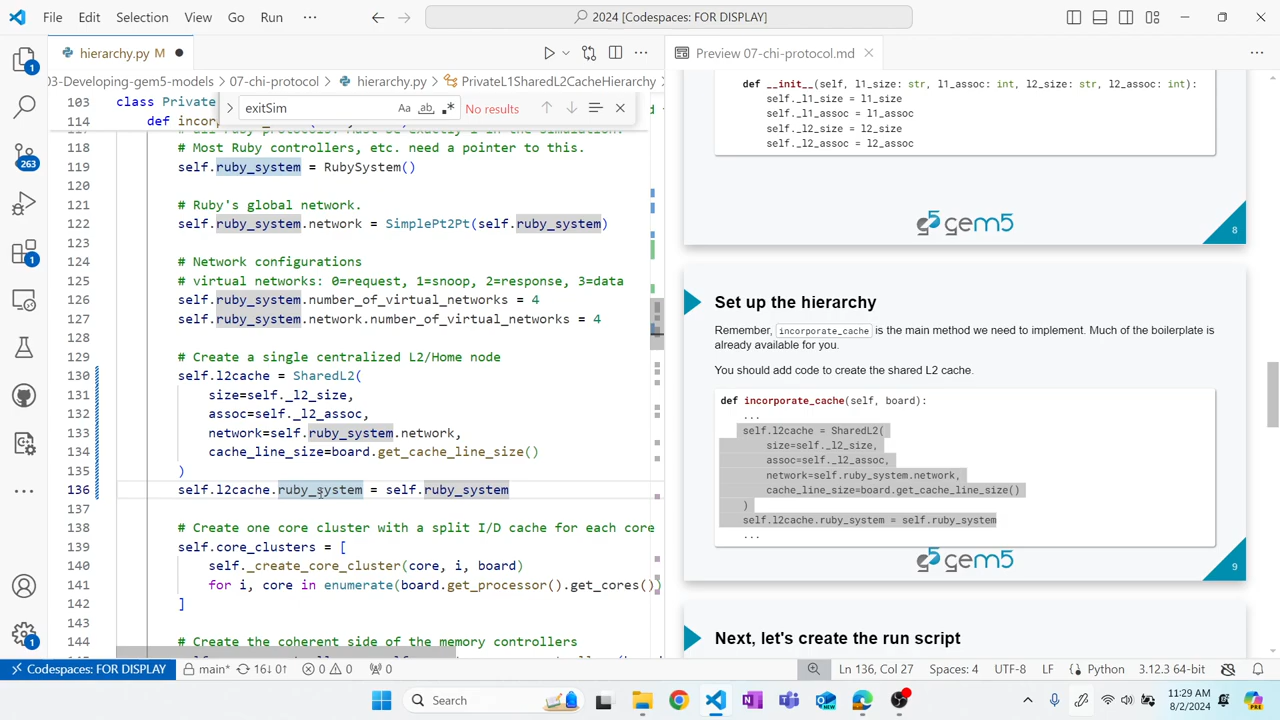 File Edit Selection View Go Run ··· 2024 [Codespaces: FOR DISPLAY]
hierarchy.py M
Preview 07-chi-protocol.md
03-Developing-gem5-models > 07-chi-protocol > hierarchy.py > PrivateL1SharedL2CacheHierarchy >
exitSim Aa ab .* No results
103 class Private
114 def incor
118 # Most Ruby controllers, etc. need a pointer to this.
119 self.ruby_system = RubySystem()
120
121 # Ruby's global network.
122 self.ruby_system.network = SimplePt2Pt(self.ruby_system)
123
124 # Network configurations
125 # virtual networks: 0=request, 1=snoop, 2=response, 3=data
126 self.ruby_system.number_of_virtual_networks = 4
127 self.ruby_system.network.number_of_virtual_networks = 4
128
129 # Create a single centralized L2/Home node
130 self.l2cache = SharedL2(
131 size=self._l2_size,
132 assoc=self._l2_assoc,
133 network=self.ruby_system.network,
134 cache_line_size=board.get_cache_line_size()
135 )
136 self.l2cache.ruby_system = self.ruby_system
137
138 # Create one core cluster with a split I/D cache for each core
139 self.core_clusters = [
140 self._create_core_cluster(core, i, board)
141 for i, core in enumerate(board.get_processor().get_cores())
142 ]
143
144 # Create the coherent side of the memory controllers
def __init__(self, l1_size: str, l1_assoc: int, l2_size: str, l2_assoc: int):
self._l1_size = l1_size
self._l1_assoc = l1_assoc
self._l2_size = l2_size
self._l2_assoc = l2_assoc
gem5
8
Set up the hierarchy
Remember, incorporate_cache is the main method we need to implement. Much of the boilerplate is
already available for you.
You should add code to create the shared L2 cache.
def incorporate_cache(self, board):
...
self.l2cache = SharedL2(
size=self._l2_size,
assoc=self._l2_assoc,
network=self.ruby_system.network,
cache_line_size=board.get_cache_line_size()
)
self.l2cache.ruby_system = self.ruby_system
...
gem5
9
Next, let's create the run script
1
263
1
1
Codespaces: FOR DISPLAY main* 16↓ 0↑ 0 0 0 Ln 136, Col 27 Spaces: 4 UTF-8 LF Python 3.12.3 64-bit
Search
11:29 AM
8/2/2024